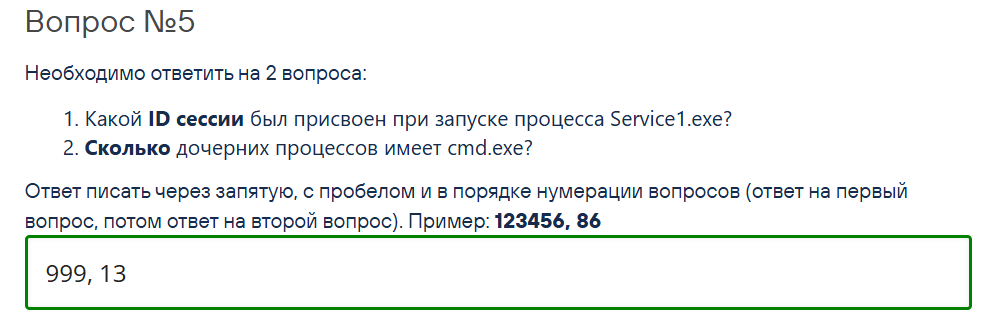 Вопрос №5
Необходимо ответить на 2 вопроса:
1. Какой ID сессии был присвоен при запуске процесса Service1.exe?
2. Сколько дочерних процессов имеет cmd.exe?
Ответ писать через запятую, с пробелом и в порядке нумерации вопросов (ответ на первый
вопрос, потом ответ на второй вопрос). Пример: 123456, 86
999, 13